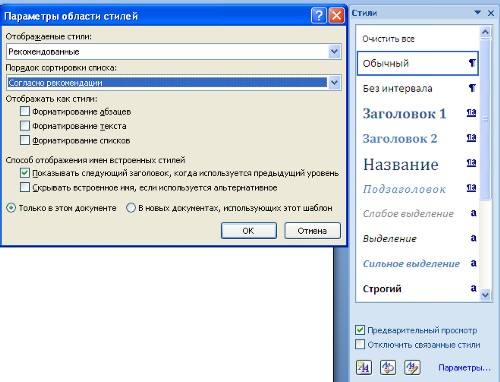 Параметры области стилей
Отображаемые стили:
Рекомендованные
Порядок сортировки списка:
Согласно рекомендации
Отображать как стили:
Форматирование абзацев
Форматирование текста
Форматирование списков
Способ отображения имен встроенных стилей
Показывать следующий заголовок, когда используется предыдущий уровень
Скрывать встроенное имя, если используется альтернативное
Только в этом документе
В новых документах, использующих этот шаблон
ОК
Отмена
Стили
Очистить все
Обычный ¶
Без интервала ¶
Заголовок 1 ¶a
Заголовок 2 ¶a
Название ¶a
Подзаголовок ¶a
Слабое выделение a
Выделение a
Сильное выделение a
Строгий a
Предварительный просмотр
Отключить связанные стили
Параметры...